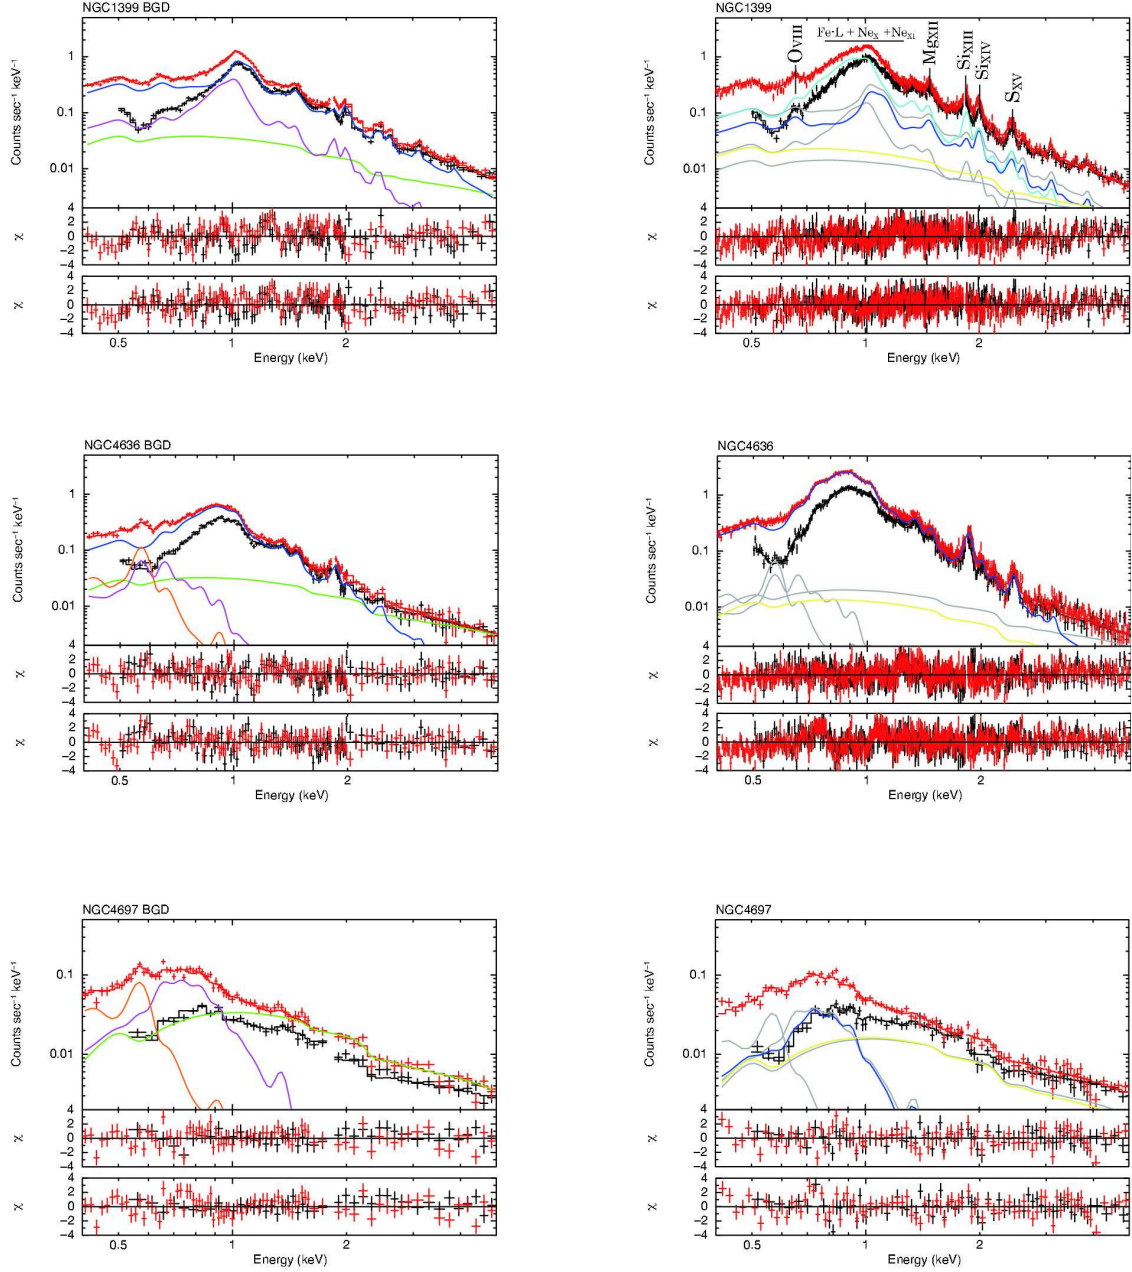 NGC1399 BGD
Counts sec⁻¹ keV⁻¹
1
0.1
0.01
4
2
0
−2
−4
χ
4
2
0
−2
−4
χ
0.5
1
2
Energy (keV)
NGC1399
OVIII
Fe-L + NeX +NeXI
MgXII
SiXIII
SiXIV
SXV
Counts sec⁻¹ keV⁻¹
1
0.1
0.01
4
2
0
−2
−4
χ
4
2
0
−2
−4
χ
0.5
1
2
Energy (keV)
NGC4636 BGD
Counts sec⁻¹ keV⁻¹
1
0.1
0.01
4
2
0
−2
−4
χ
4
2
0
−2
−4
χ
0.5
1
2
Energy (keV)
NGC4636
Counts sec⁻¹ keV⁻¹
1
0.1
0.01
4
2
0
−2
−4
χ
4
2
0
−2
−4
χ
0.5
1
2
Energy (keV)
NGC4697 BGD
Counts sec⁻¹ keV⁻¹
0.1
0.01
4
2
0
−2
−4
χ
4
2
0
−2
−4
χ
0.5
1
2
Energy (keV)
NGC4697
Counts sec⁻¹ keV⁻¹
0.1
0.01
4
2
0
−2
−4
χ
4
2
0
−2
−4
χ
0.5
1
2
Energy (keV)